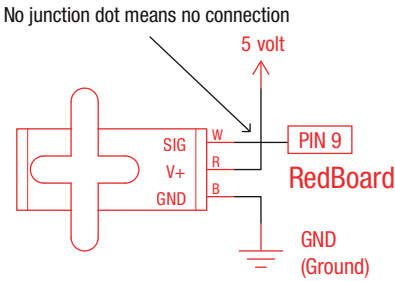 No junction dot means no connection
5 volt
SIG W
PIN 9
V+ R
RedBoard
GND B
GND
(Ground)